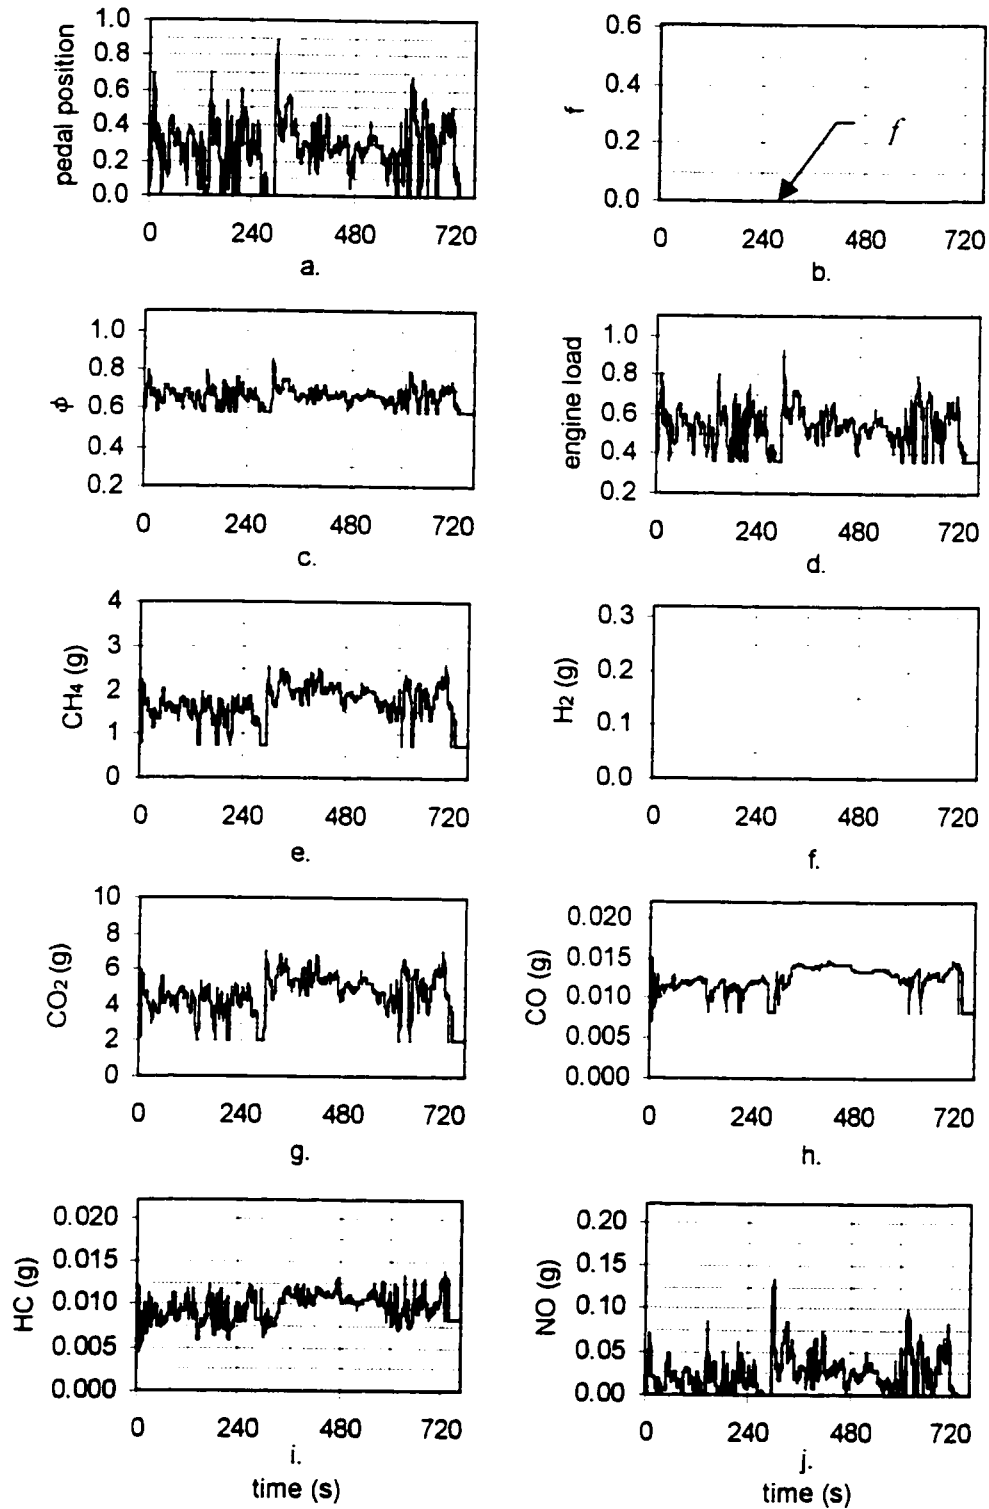 pedal position
1.0
0.8
0.6
0.4
0.2
0.0
0 240 480 720
a.
f
0.6
0.4
0.2
0.0
f
0 240 480 720
b.
ϕ
1.0
0.8
0.6
0.4
0.2
0 240 480 720
c.
engine load
1.0
0.8
0.6
0.4
0.2
0 240 480 720
d.
CH₄ (g)
4
3
2
1
0
0 240 480 720
e.
H₂ (g)
0.3
0.2
0.1
0.0
0 240 480 720
f.
CO₂ (g)
10
8
6
4
2
0
0 240 480 720
g.
CO (g)
0.020
0.015
0.010
0.005
0.000
0 240 480 720
h.
HC (g)
0.020
0.015
0.010
0.005
0.000
0 240 480 720
i.
time (s)
NO (g)
0.20
0.15
0.10
0.05
0.00
0 240 480 720
j.
time (s)